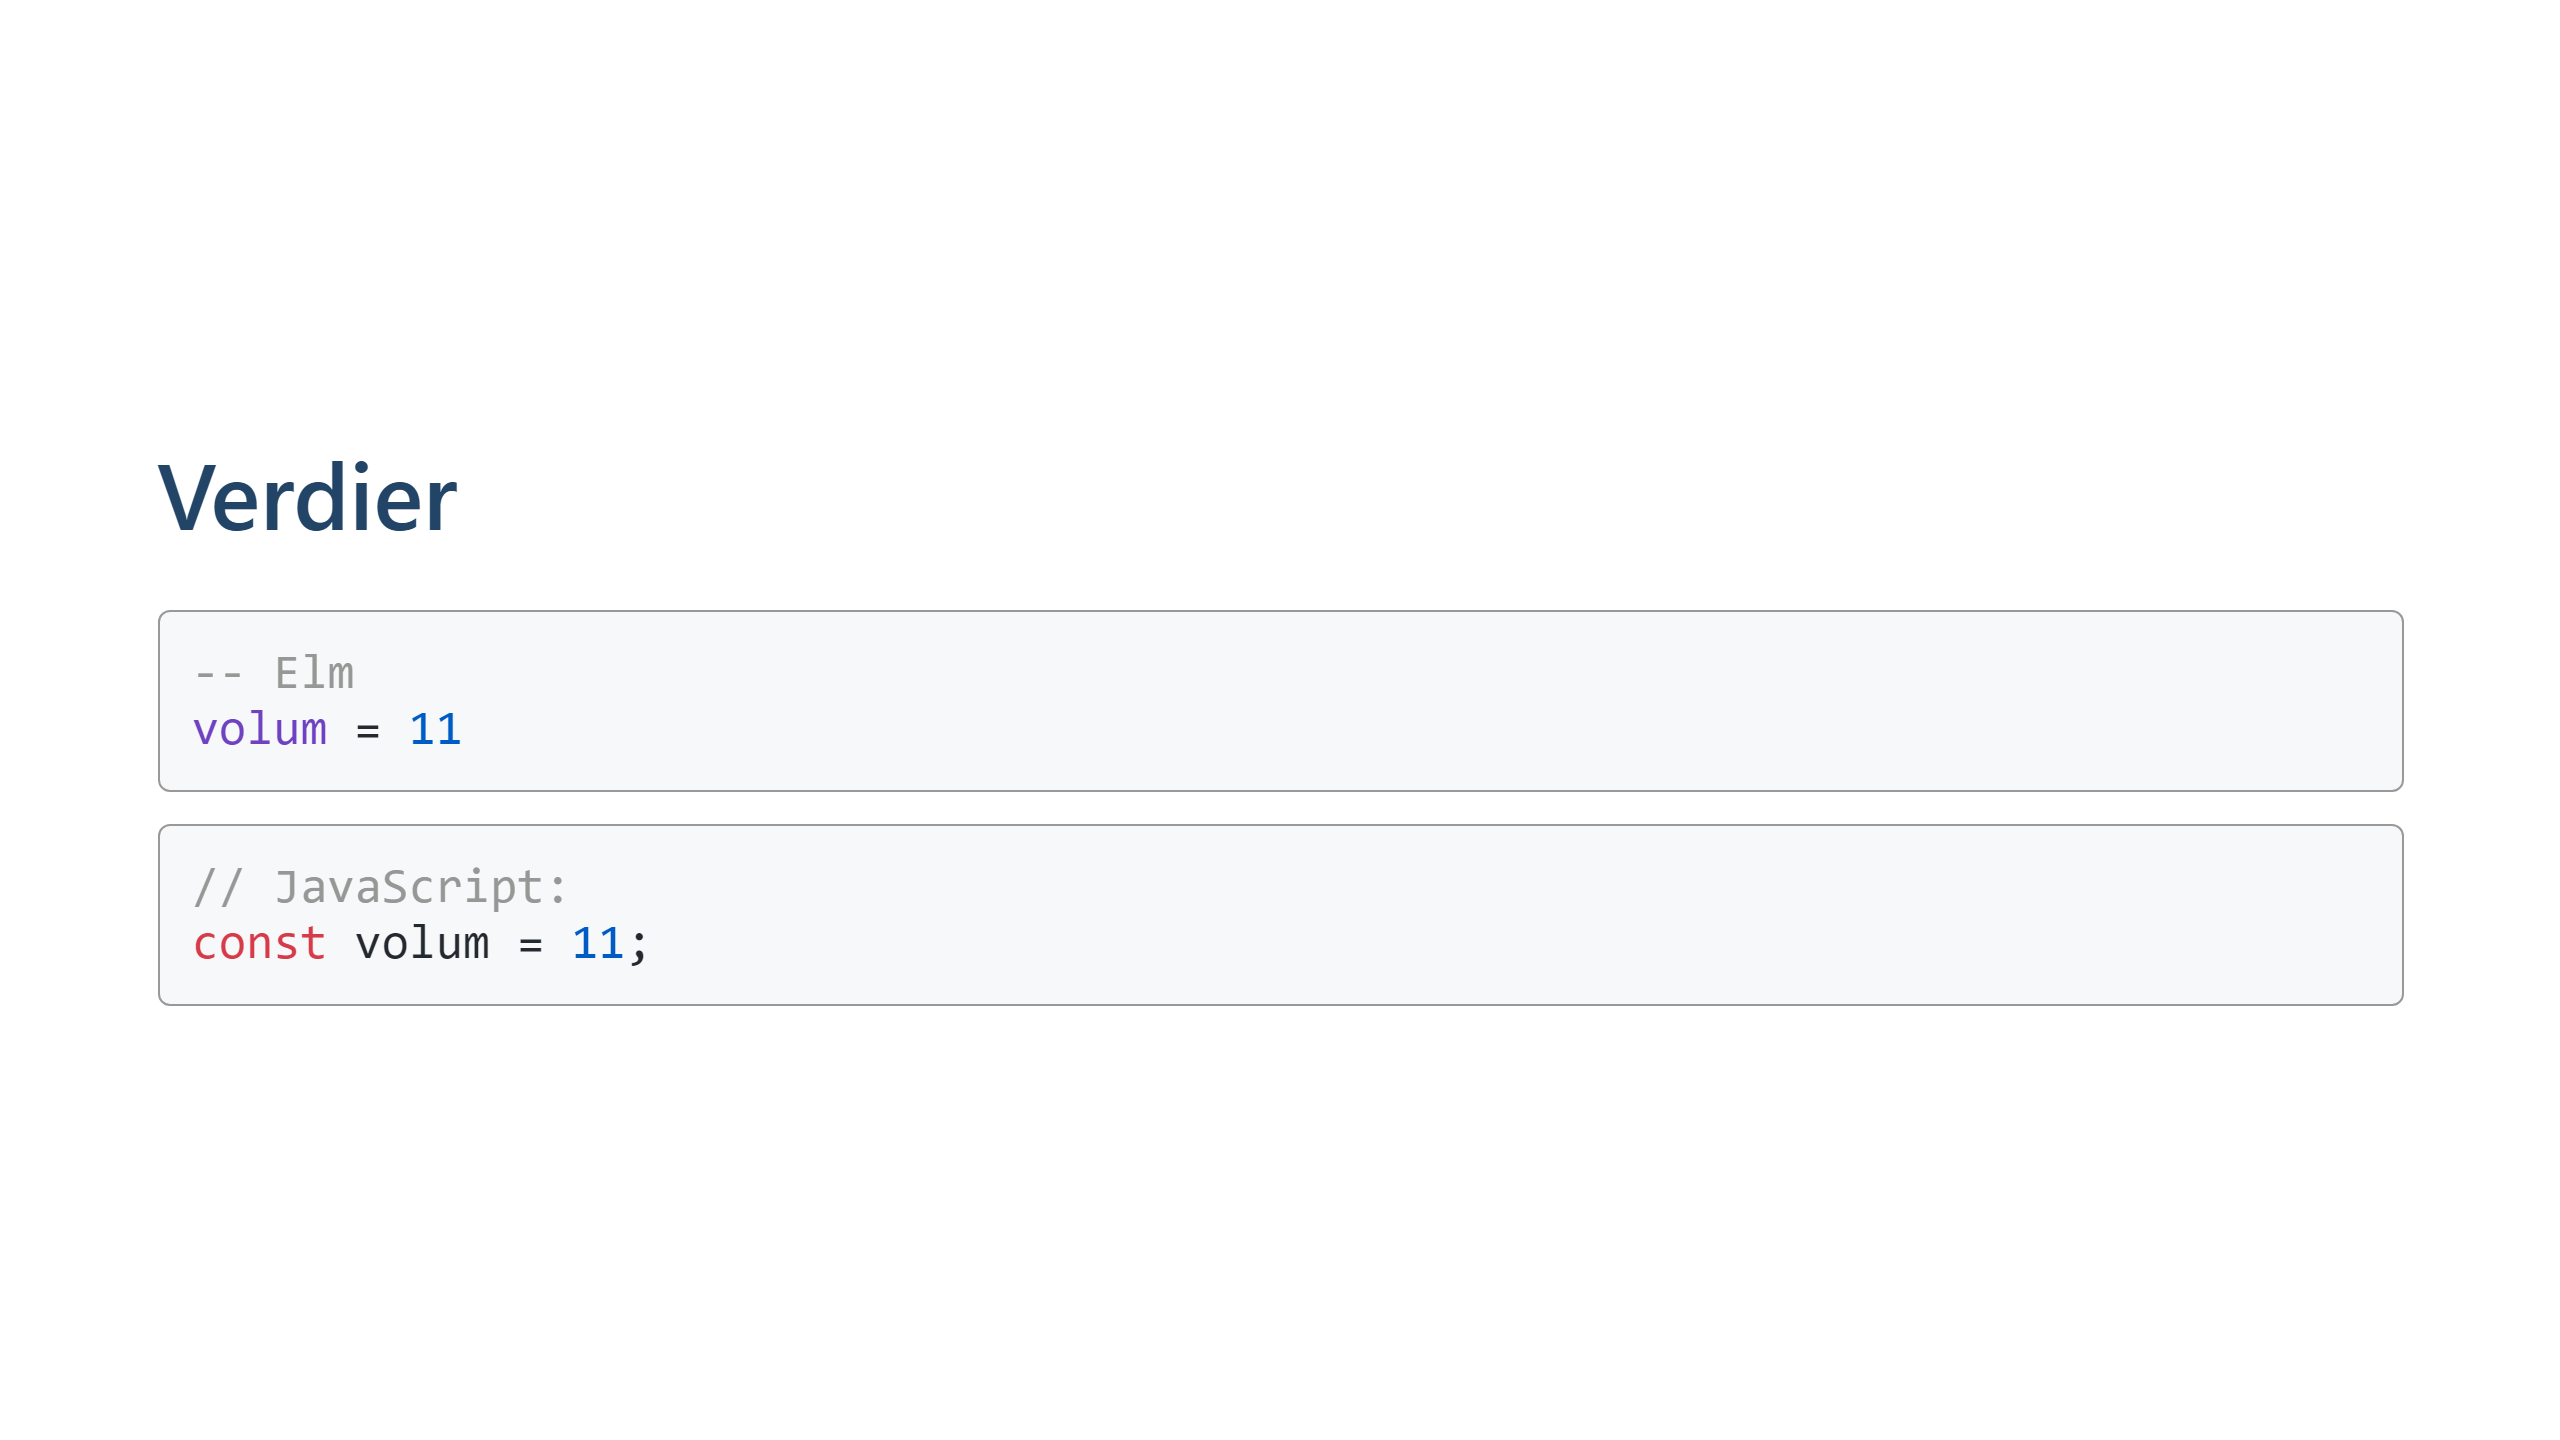 Verdier
-- Elm
volum = 11
// JavaScript:
const volum = 11;